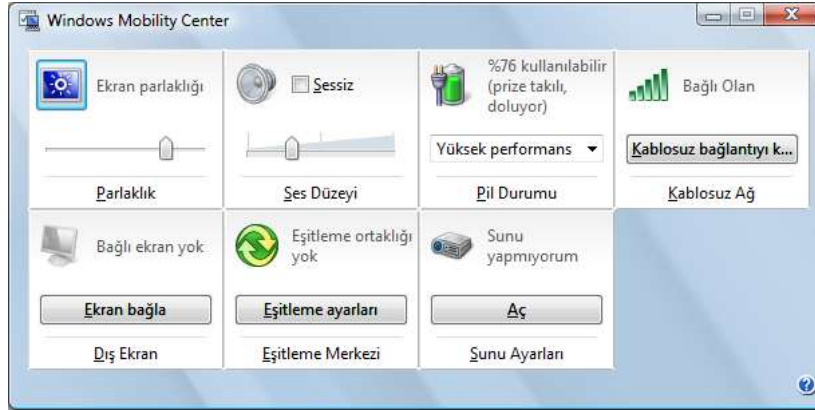 Windows Mobility Center
Ekran parlaklığı
Parlaklık
Sessiz
Ses Düzeyi
%76 kullanılabilir
(prize takılı,
doluyor)
Yüksek performans
Pil Durumu
Bağlı Olan
Kablosuz bağlantıyı k...
Kablosuz Ağ
Bağlı ekran yok
Ekran bağla
Dış Ekran
Eşitleme ortaklığı
yok
Eşitleme ayarları
Eşitleme Merkezi
Sunu
yapmıyorum
Aç
Sunu Ayarları